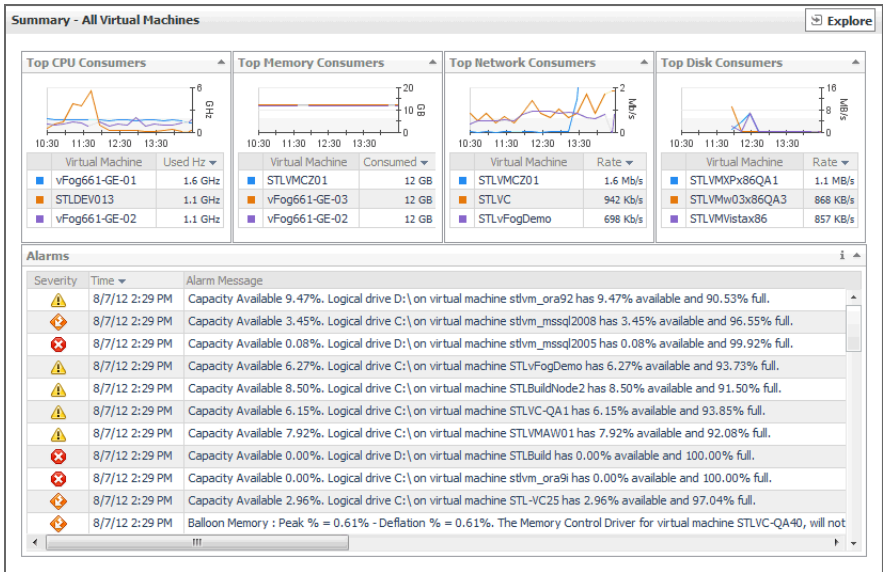 Summary - All Virtual Machines
Explore
Top CPU Consumers
6
GHz
0
10:30 11:30 12:30 13:30
Virtual Machine Used Hz
vFog661-GE-01 1.6 GHz
STLDEV013 1.1 GHz
vFog661-GE-02 1.1 GHz
Top Memory Consumers
20
10
GB
0
10:30 11:30 12:30 13:30
Virtual Machine Consumed
STLVMCZ01 12 GB
vFog661-GE-03 12 GB
vFog661-GE-02 12 GB
Top Network Consumers
2
Mb/s
0
10:30 11:30 12:30 13:30
Virtual Machine Rate
STLVMCZ01 1.6 Mb/s
STLVC 942 Kb/s
STLvFogDemo 698 Kb/s
Top Disk Consumers
16
8
MB/s
0
10:30 11:30 12:30 13:30
Virtual Machine Rate
STLVMXPx86QA1 1.1 MB/s
STLVMw03x86QA3 868 KB/s
STLVMVistax86 857 KB/s
Alarms
i
Severity Time Alarm Message
8/7/12 2:29 PM Capacity Available 9.47%. Logical drive D:\ on virtual machine stlvm_ora92 has 9.47% available and 90.53% full.
8/7/12 2:29 PM Capacity Available 3.45%. Logical drive C:\ on virtual machine stlvm_mssql2008 has 3.45% available and 96.55% full.
8/7/12 2:29 PM Capacity Available 0.08%. Logical drive D:\ on virtual machine stlvm_mssql2005 has 0.08% available and 99.92% full.
8/7/12 2:29 PM Capacity Available 6.27%. Logical drive C:\ on virtual machine STLvFogDemo has 6.27% available and 93.73% full.
8/7/12 2:29 PM Capacity Available 8.50%. Logical drive C:\ on virtual machine STLBuildNode2 has 8.50% available and 91.50% full.
8/7/12 2:29 PM Capacity Available 6.15%. Logical drive C:\ on virtual machine STLVC-QA1 has 6.15% available and 93.85% full.
8/7/12 2:29 PM Capacity Available 7.92%. Logical drive C:\ on virtual machine STLVMAW01 has 7.92% available and 92.08% full.
8/7/12 2:29 PM Capacity Available 0.00%. Logical drive D:\ on virtual machine STLBuild has 0.00% available and 100.00% full.
8/7/12 2:29 PM Capacity Available 0.00%. Logical drive C:\ on virtual machine stlvm_ora9i has 0.00% available and 100.00% full.
8/7/12 2:29 PM Capacity Available 2.96%. Logical drive C:\ on virtual machine STL-VC25 has 2.96% available and 97.04% full.
8/7/12 2:29 PM Balloon Memory : Peak % = 0.61% - Deflation % = 0.61%. The Memory Control Driver for virtual machine STLVC-QA40, will not